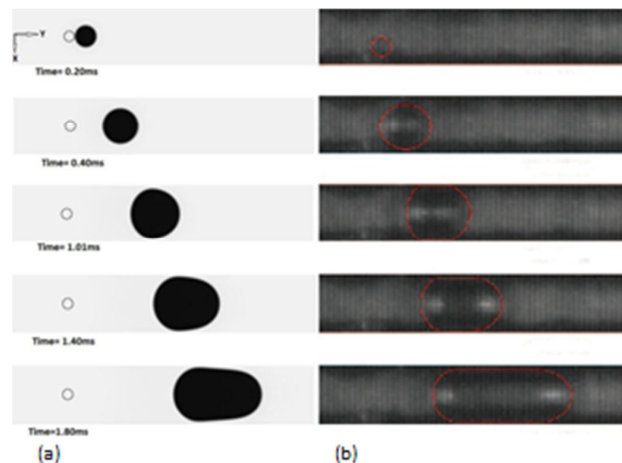 Y
X
Time= 0.20ms
Time= 0.40ms
Time= 1.01ms
Time= 1.40ms
Time=1.80ms
(a)
(b)